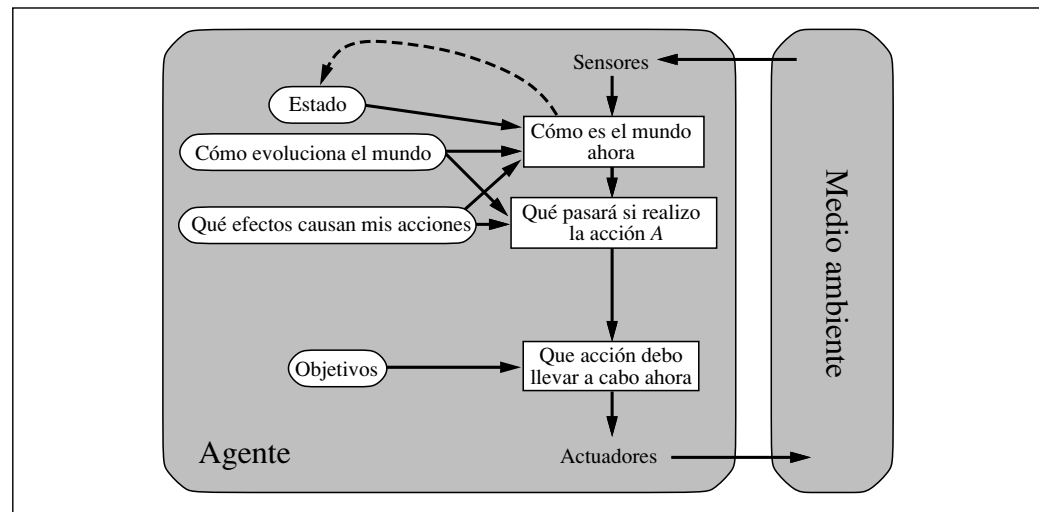 Sensores
Estado
Cómo es el mundo
ahora
Cómo evoluciona el mundo
Qué efectos causan mis acciones
Qué pasará si realizo
la acción A
Objetivos
Que acción debo
llevar a cabo ahora
Agente
Actuadores
Medio ambiente